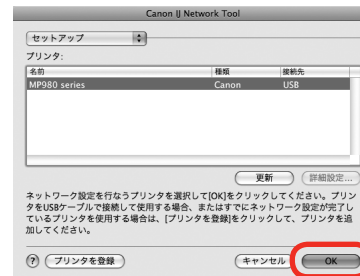 Canon IJ Network Tool
セットアップ
プリンタ:
名前 種類 接続先
MP980 series Canon USB
更新 詳細設定...
ネットワーク設定を行なうプリンタを選択して[OK]をクリックしてください。プリン
タをUSBケーブルで接続して使用する場合、またはすでにネットワーク設定が完了し
ているプリンタを使用する場合は、[プリンタを登録]をクリックして、プリンタを追
加してください。
? プリンタを登録 キャンセル OK